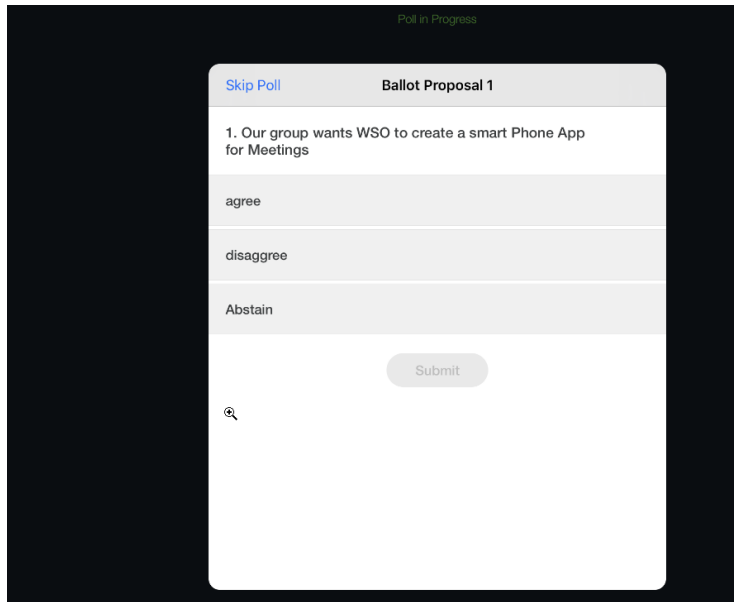 Poll in Progress
Skip Poll
Ballot Proposal 1
1. Our group wants WSO to create a smart Phone App
for Meetings
agree
disaggree
Abstain
Submit